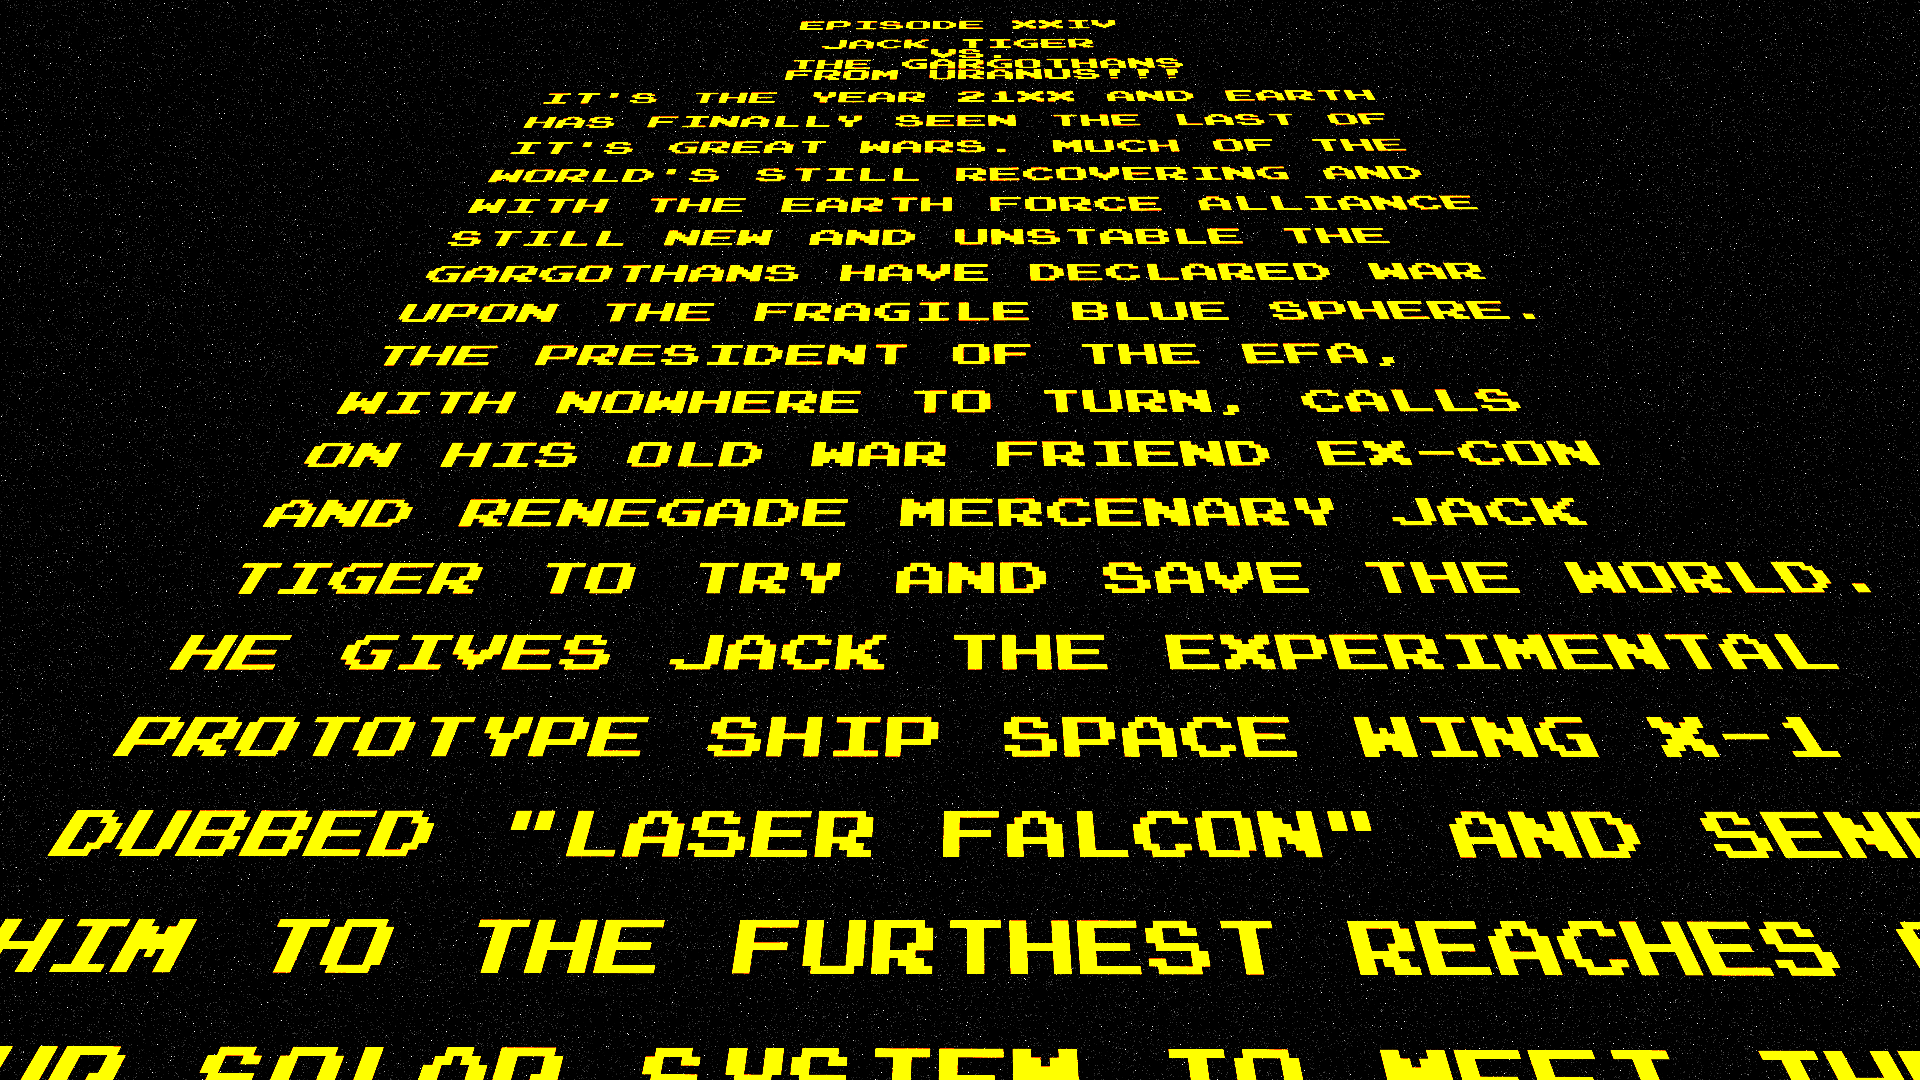 EPISODE XXIV
JACK TIGER
VS.
THE GARGOTHANS
FROM URANUS!!!
IT'S THE YEAR 21XX AND EARTH
HAS FINALLY SEEN THE LAST OF
IT'S GREAT WARS. MUCH OF THE
WORLD'S STILL RECOVERING AND
WITH THE EARTH FORCE ALLIANCE
STILL NEW AND UNSTABLE THE
GARGOTHANS HAVE DECLARED WAR
UPON THE FRAGILE BLUE SPHERE.
THE PRESIDENT OF THE EFA,
WITH NOWHERE TO TURN, CALLS
ON HIS OLD WAR FRIEND EX-CON
AND RENEGADE MERCENARY JACK
TIGER TO TRY AND SAVE THE WORLD.
HE GIVES JACK THE EXPERIMENTAL
PROTOTYPE SHIP SPACE WING X-1
DUBBED "LASER FALCON" AND SEND
HIM TO THE FURTHEST REACHES
SOLAR SYSTEM TO MEET